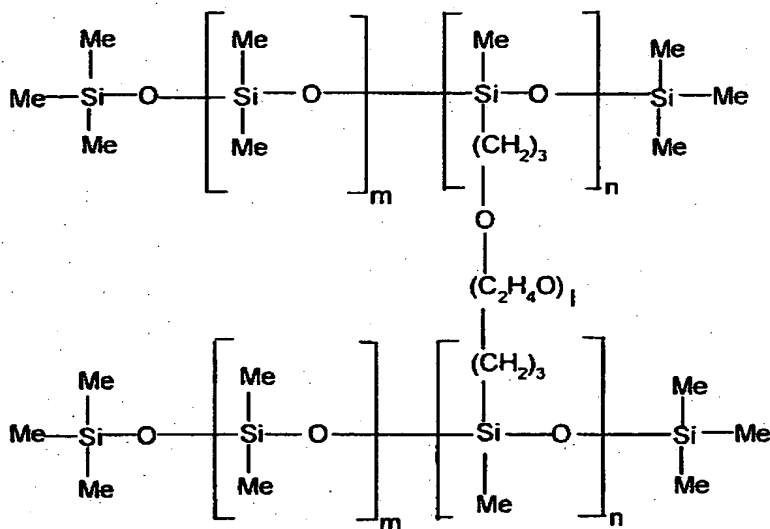 Me Me Me Me
Me—Si—O—Si—O—Si—O—Si—Me
Me Me (CH₂)₃ Me
m n
O
(C₂H₄O)l
Me Me (CH₂)₃ Me
Me—Si—O—Si—O—Si—O—Si—Me
Me Me Me Me
m n